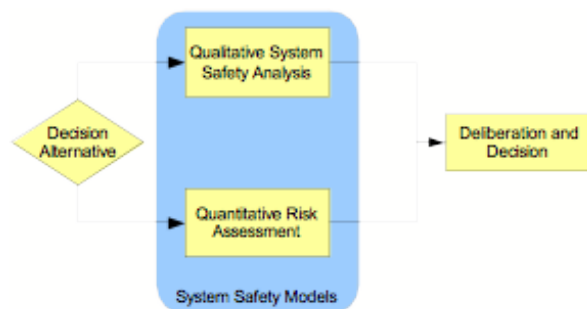 Qualitative System
Safety Analysis
Decision
Alternative
Deliberation and
Decision
Quantitative Risk
Assessment
System Safety Models